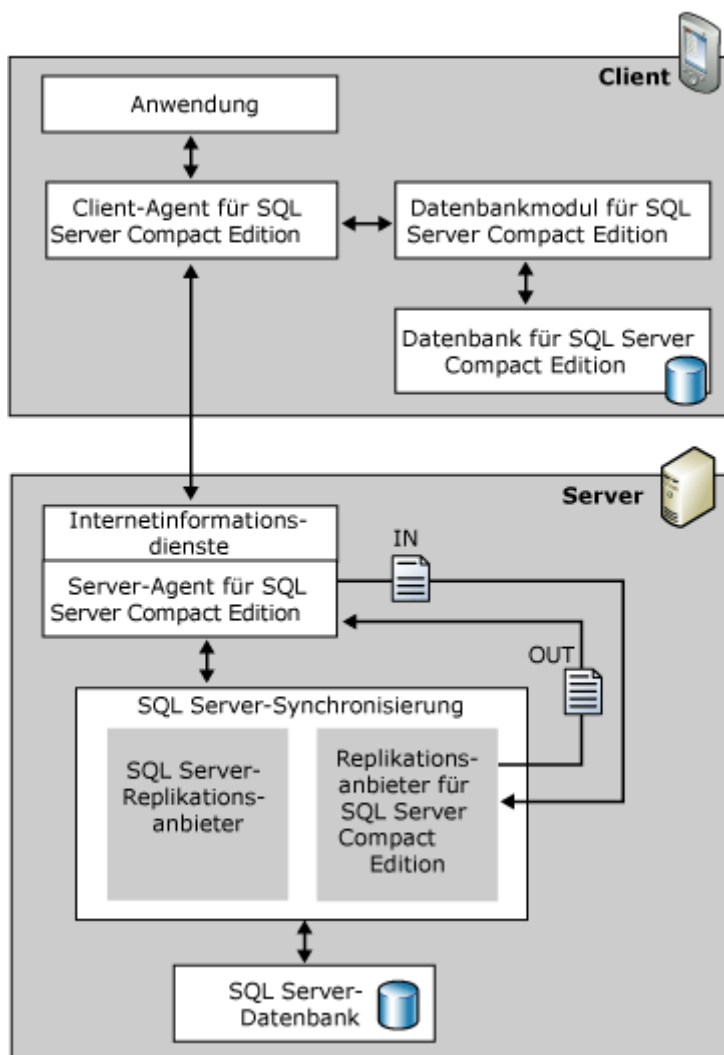 Client
Anwendung
Client-Agent für SQL
Server Compact Edition
Datenbankmodul für SQL
Server Compact Edition
Datenbank für SQL Server
Compact Edition
Server
Internetinformations-
dienste
Server-Agent für SQL
Server Compact Edition
IN
OUT
SQL Server-Synchronisierung
SQL Server-
Replikations-
anbieter
Replikations-
anbieter für
SQL Server
Compact
Edition
SQL Server-
Datenbank